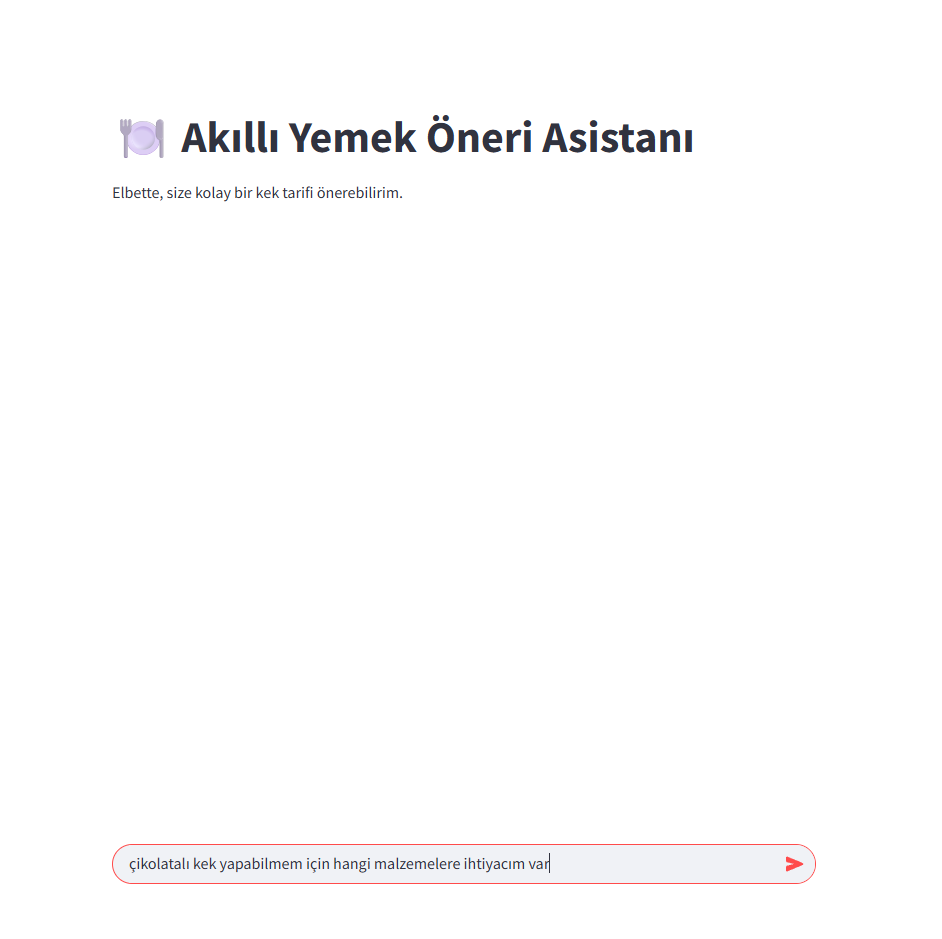 Akıllı Yemek Öneri Asistanı
Elbette, size kolay bir kek tarifi önerebilirim.
çikolatalı kek yapabilmem için hangi malzemelere ihtiyacım var